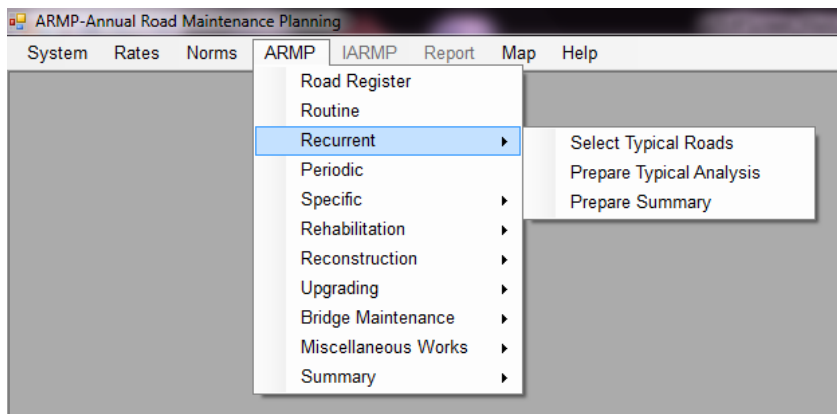 ARMP-Annual Road Maintenance Planning
System Rates Norms ARMP IARMP Report Map Help
Road Register
Routine
Recurrent
Select Typical Roads
Periodic
Prepare Typical Analysis
Specific
Prepare Summary
Rehabilitation
Reconstruction
Upgrading
Bridge Maintenance
Miscellaneous Works
Summary